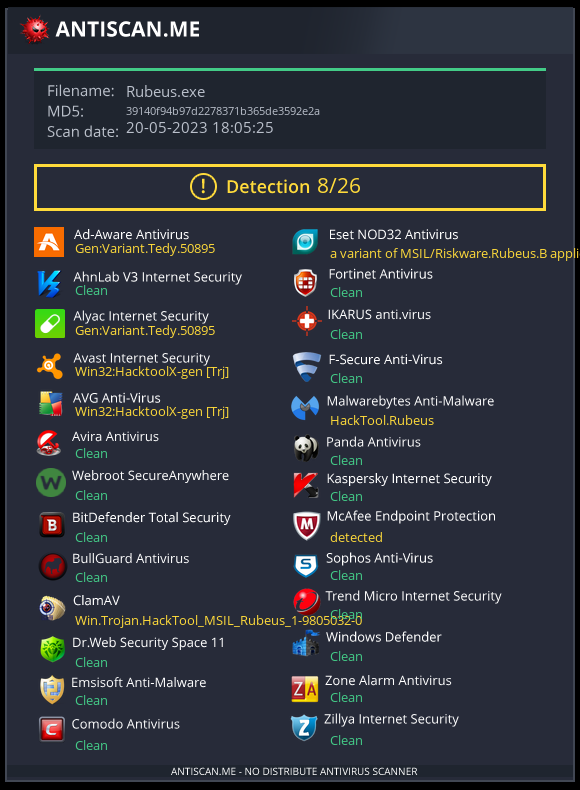 ANTISCAN.ME
Filename: Rubeus.exe
MD5: 39140f94b97d2278371b365de3592e2a
Scan date: 20-05-2023 18:05:25
! Detection 8/26
Ad-Aware Antivirus
Gen:Variant.Tedy.50895
AhnLab V3 Internet Security
Clean
Alyac Internet Security
Gen:Variant.Tedy.50895
Avast Internet Security
Win32:HacktoolX-gen [Trj]
AVG Anti-Virus
Win32:HacktoolX-gen [Trj]
Avira Antivirus
Clean
Webroot SecureAnywhere
Clean
BitDefender Total Security
Clean
BullGuard Antivirus
Clean
ClamAV
Win.Trojan.HackTool_MSIL_Rubeus_1-9805032-0
Dr.Web Security Space 11
Clean
Emsisoft Anti-Malware
Clean
Comodo Antivirus
Clean
Eset NOD32 Antivirus
a variant of MSIL/Riskware.Rubeus.B appli
Fortinet Antivirus
Clean
IKARUS anti.virus
Clean
F-Secure Anti-Virus
Clean
Malwarebytes Anti-Malware
HackTool.Rubeus
Panda Antivirus
Clean
Kaspersky Internet Security
Clean
McAfee Endpoint Protection
detected
Sophos Anti-Virus
Clean
Trend Micro Internet Security
Clean
Windows Defender
Clean
Zone Alarm Antivirus
Clean
Zillya Internet Security
Clean
ANTISCAN.ME - NO DISTRIBUTE ANTIVIRUS SCANNER